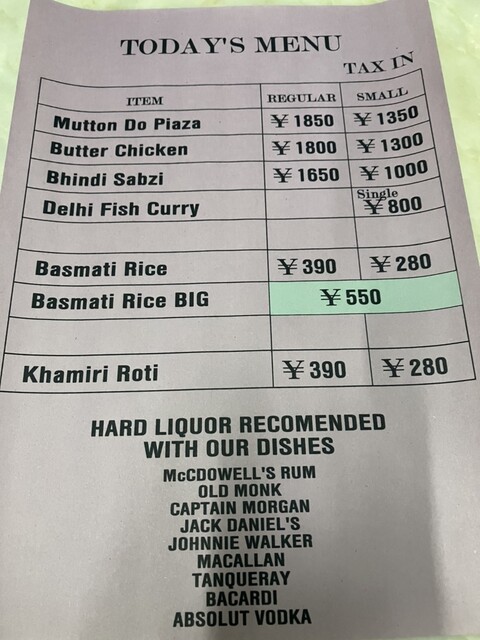 TODAY'S MENU
TAX IN
ITEM REGULAR SMALL
Mutton Do Piaza ¥ 1850 ¥ 1350
Butter Chicken ¥ 1800 ¥ 1300
Bhindi Sabzi ¥ 1650 ¥ 1000
Delhi Fish Curry Single ¥ 800
Basmati Rice ¥ 390 ¥ 280
Basmati Rice BIG ¥ 550
Khamiri Roti ¥ 390 ¥ 280
HARD LIQUOR RECOMENDED
WITH OUR DISHES
McCDOWELL'S RUM
OLD MONK
CAPTAIN MORGAN
JACK DANIEL'S
JOHNNIE WALKER
MACALLAN
TANQUERAY
BACARDI
ABSOLUT VODKA